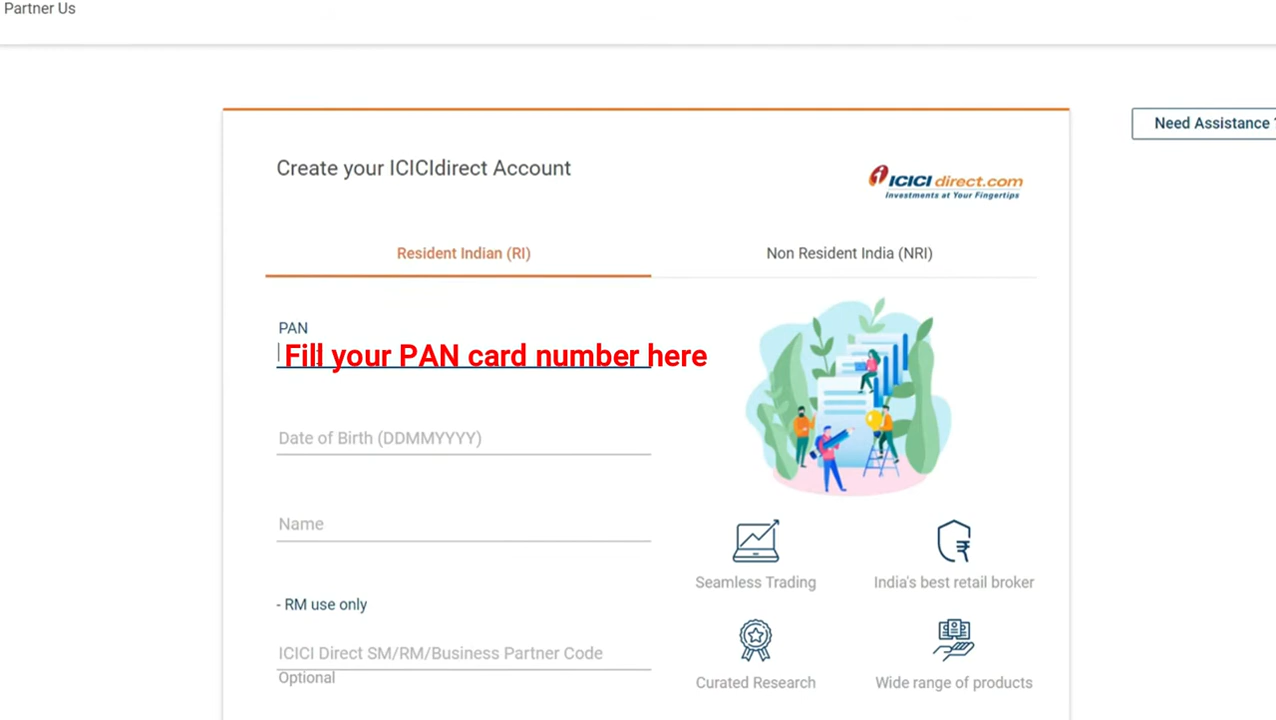 Partner Us
Need Assistance ?
Create your ICICIdirect Account
ICICI direct.com
Investments at Your Fingertips
Resident Indian (RI)
Non Resident India (NRI)
PAN
Fill your PAN card number here
Date of Birth (DDMMYYYY)
Name
- RM use only
ICICI Direct SM/RM/Business Partner Code
Optional
Seamless Trading
India's best retail broker
Curated Research
Wide range of products